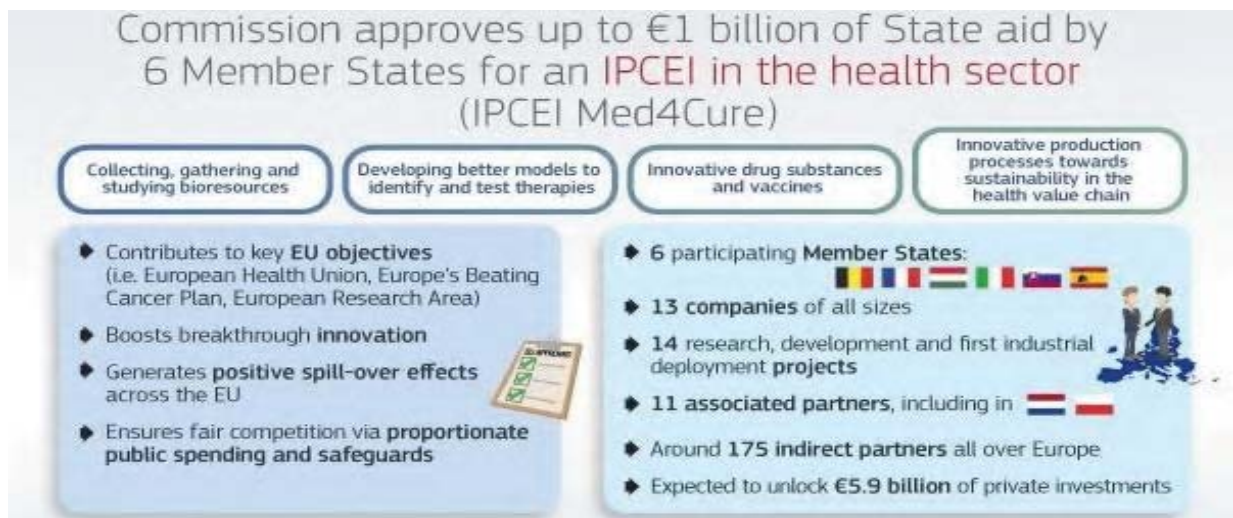 Commission approves up to €1 billion of State aid by
6 Member States for an IPCEI in the health sector
(IPCEI Med4Cure)
Collecting, gathering and
studying bioresources
Developing better models to
identify and test therapies
Innovative drug substances
and vaccines
Innovative production
processes towards
sustainability in the
health value chain
Contributes to key EU objectives
(i.e. European Health Union, Europe's Beating
Cancer Plan, European Research Area)
Boosts breakthrough innovation
Generates positive spill-over effects
across the EU
Ensures fair competition via proportionate
public spending and safeguards
6 participating Member States:
13 companies of all sizes
14 research, development and first industrial
deployment projects
11 associated partners, including in
Around 175 indirect partners all over Europe
Expected to unlock €5.9 billion of private investments